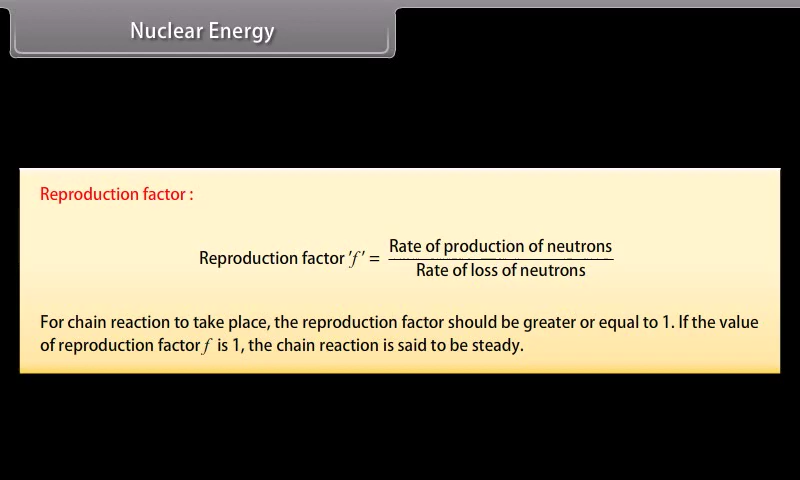 Nuclear Energy
Reproduction factor :
Reproduction factor 'f' = Rate of production of neutrons
Rate of loss of neutrons
For chain reaction to take place, the reproduction factor should be greater or equal to 1. If the value
of reproduction factor f is 1, the chain reaction is said to be steady.